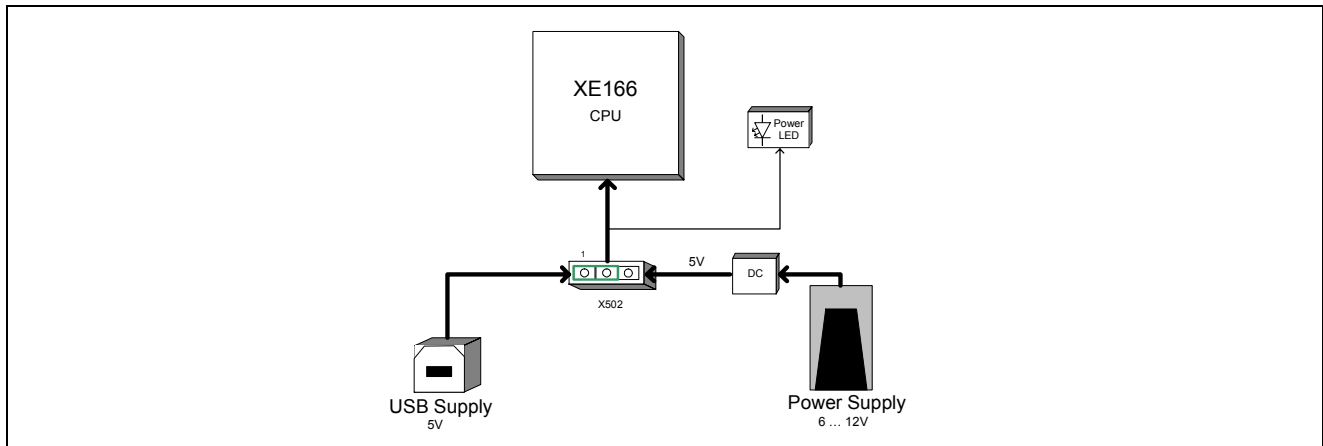 XE166
CPU
Power
LED
1
5V
DC
X502
USB Supply
5V
Power Supply
6 … 12V